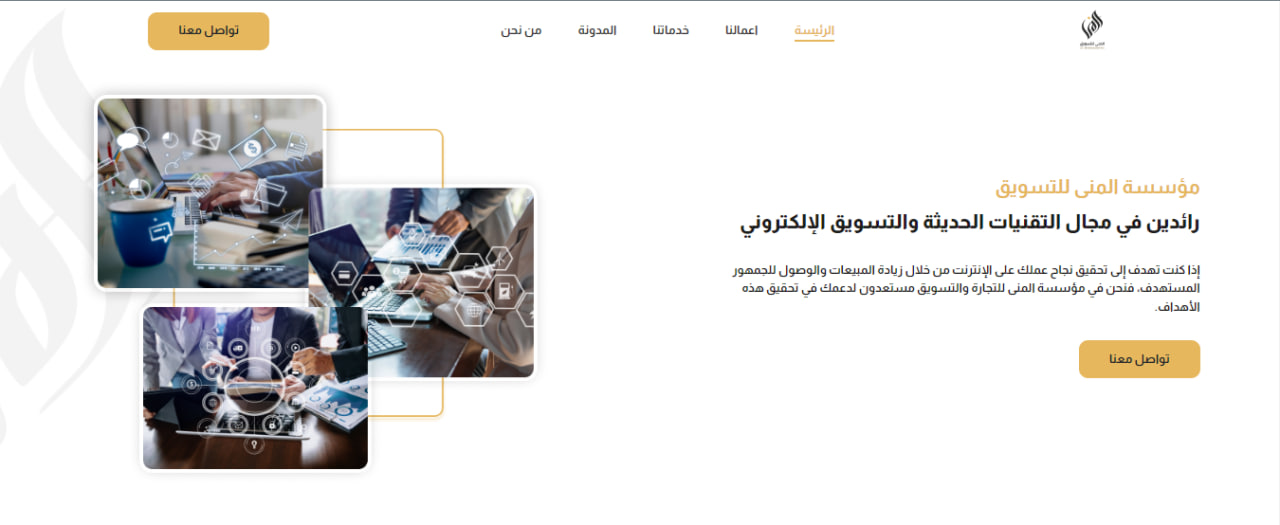 المنى للتسويق
الرئيسة
اعمالنا
خدماتنا
المدونة
من نحن
تواصل معنا
مؤسسة المنى للتسويق
رائدين في مجال التقنيات الحديثة والتسويق الإلكتروني
إذا كنت تهدف إلى تحقيق نجاح عملك على الإنترنت من خلال زيادة المبيعات والوصول للجمهور
المستهدف، فنحن في مؤسسة المنى للتجارة والتسويق مستعدون لدعمك في تحقيق هذه
الأهداف.
تواصل معنا